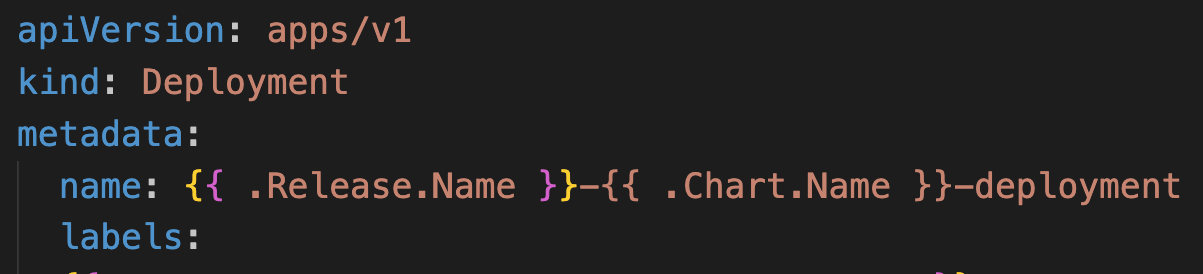 apiVersion: apps/v1
kind: Deployment
metadata:
  name: {{ .Release.Name }}-{{ .Chart.Name }}-deployment
  labels: